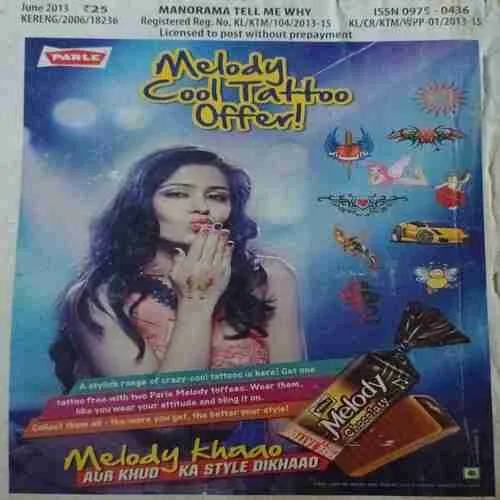 June 2013 ₹25 MANORAMA TELL ME WHY ISSN 0975 - 0436
KERENG/2006/18236 Registered Reg. No. KL/KTM/104/2013-15 KL/CR/KTM/WPP-01/2013-15
Licensed to post without prepayment
PARLE
Melody
Cool Tattoo
Offer!
A stylish range of crazy-cool tattoos is here! Get one
tattoo free with two Parle Melody toffees. Wear them,
like you wear your attitude and bling it on.
Collect them all - the more you get, the better your style!
Melody
CHOCOLATY
Melody khaao
AUR KHUD KA STYLE DIKHAAO